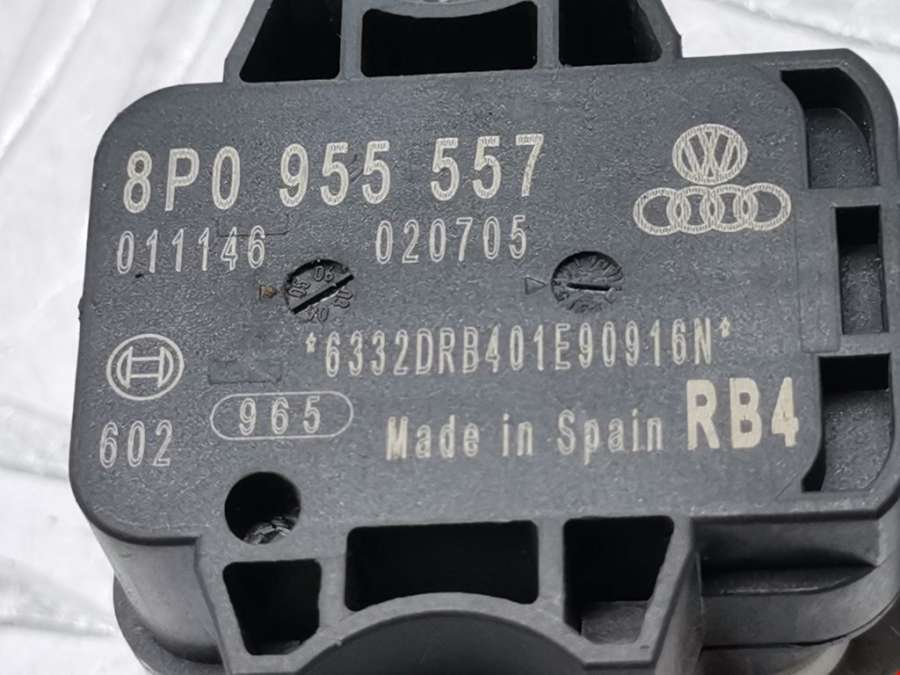 8P0 955 557
011146 020705
*6332DRB401E90916N*
965
602
Made in Spain RB4